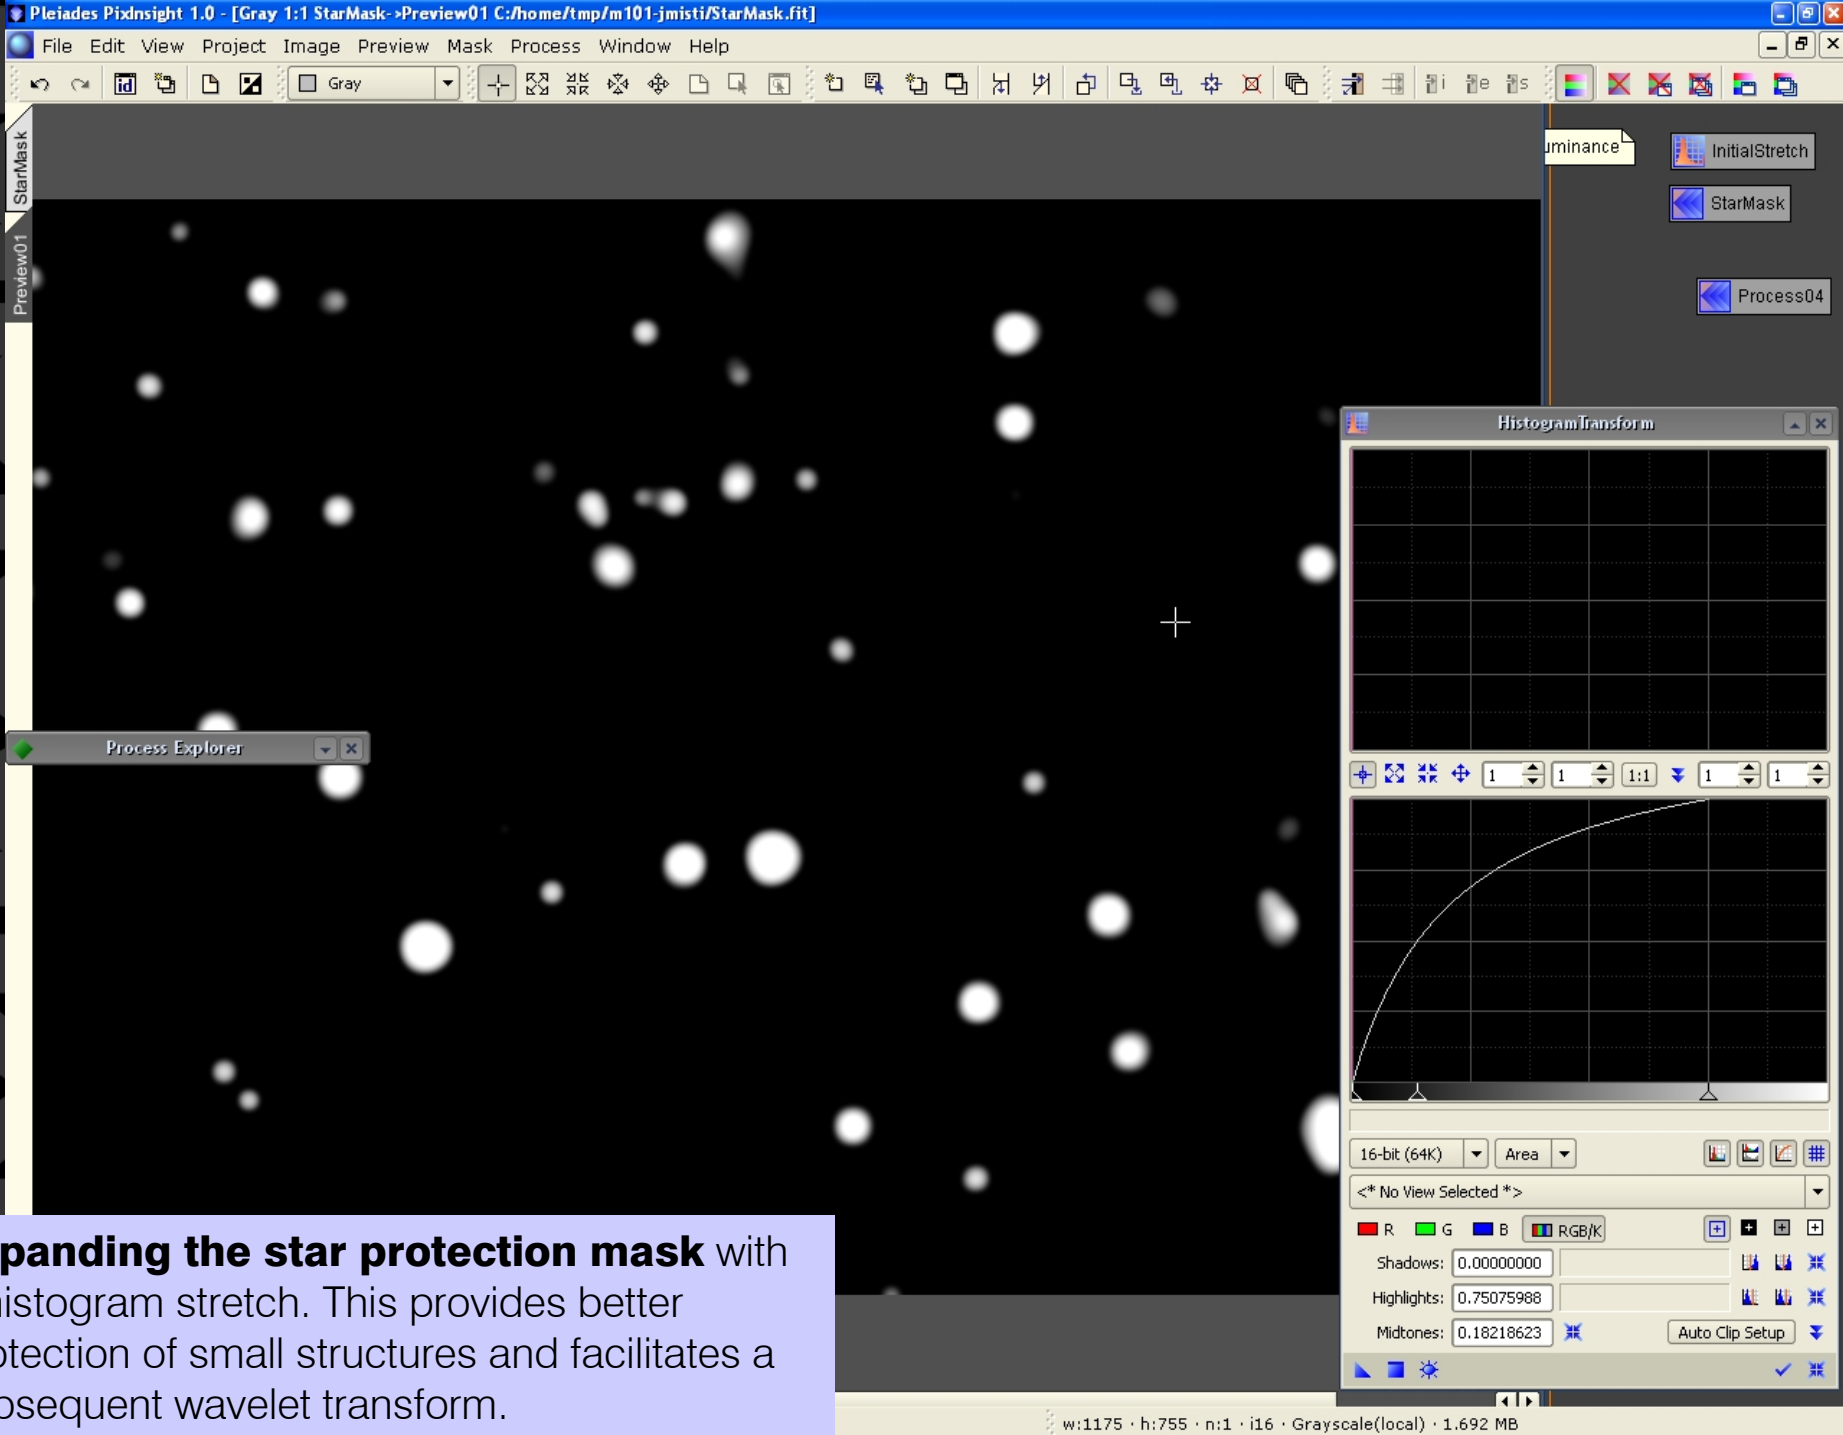 Pleiades PixInsight 1.0 - [Gray 1:1 StarMask->Preview01 C:/home/tmp/m101-jmisti/StarMask.fit]
File Edit View Project Image Preview Mask Process Window Help
id Gray i e s
StarMask
Preview01
uminance
InitialStretch
StarMask
Process04
HistogramTransform
Process Explorer
1 1 1:1 1 1
16-bit (64K) Area
<* No View Selected *>
R G B RGB/K
Shadows: 0.00000000
Highlights: 0.75075988
Midtones: 0.18218623 Auto Clip Setup
panding the star protection mask with
histogram stretch. This provides better
otection of small structures and facilitates a
bsequent wavelet transform.
w:1175 · h:755 · n:1 · i16 · Grayscale(local) · 1.692 MB